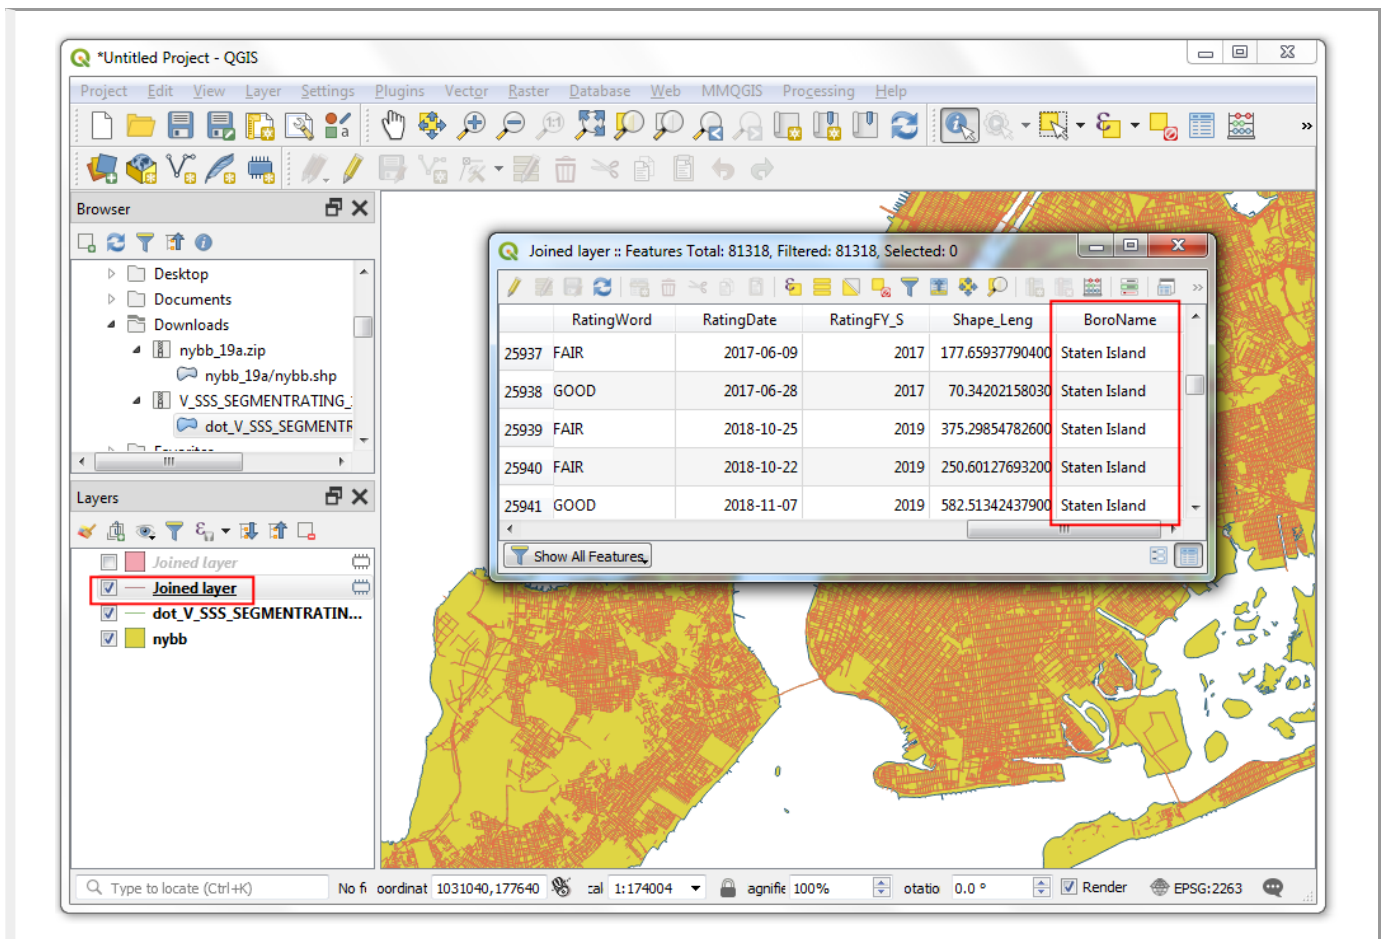 *Untitled Project - QGIS
Project Edit View Layer Settings Plugins Vector Raster Database Web MMQGIS Processing Help
Browser
Desktop
Documents
Downloads
nybb_19a.zip
nybb_19a/nybb.shp
V_SSS_SEGMENTRATING_
dot_V_SSS_SEGMENTR
Layers
Joined layer
Joined layer
dot_V_SSS_SEGMENTRATIN...
nybb
Joined layer :: Features Total: 81318, Filtered: 81318, Selected: 0
RatingWord RatingDate RatingFY_S Shape_Leng BoroName
25937 FAIR 2017-06-09 2017 177.65937790400 Staten Island
25938 GOOD 2017-06-28 2017 70.34202158030 Staten Island
25939 FAIR 2018-10-25 2019 375.29854782600 Staten Island
25940 FAIR 2018-10-22 2019 250.60127693200 Staten Island
25941 GOOD 2018-11-07 2019 582.51342437900 Staten Island
Show All Features
Type to locate (Ctrl+K) No fi oordinat 1031040,177640 :al 1:174004 agnifie 100% otatio 0.0 ° Render EPSG:2263